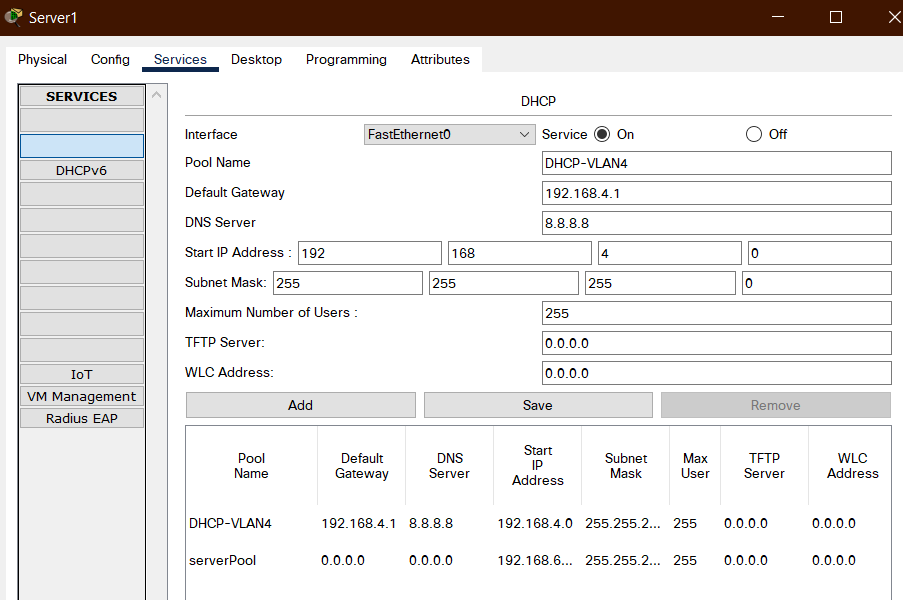 Server1
Physical Config Services Desktop Programming Attributes
SERVICES
DHCPv6
IoT
VM Management
Radius EAP
DHCP
Interface FastEthernet0 Service On Off
Pool Name DHCP-VLAN4
Default Gateway 192.168.4.1
DNS Server 8.8.8.8
Start IP Address : 192 168 4 0
Subnet Mask: 255 255 255 0
Maximum Number of Users : 255
TFTP Server: 0.0.0.0
WLC Address: 0.0.0.0
Add Save Remove
Pool Name Default Gateway DNS Server Start IP Address Subnet Mask Max User TFTP Server WLC Address
DHCP-VLAN4 192.168.4.1 8.8.8.8 192.168.4.0 255.255.2... 255 0.0.0.0 0.0.0.0
serverPool 0.0.0.0 0.0.0.0 192.168.6... 255.255.2... 255 0.0.0.0 0.0.0.0